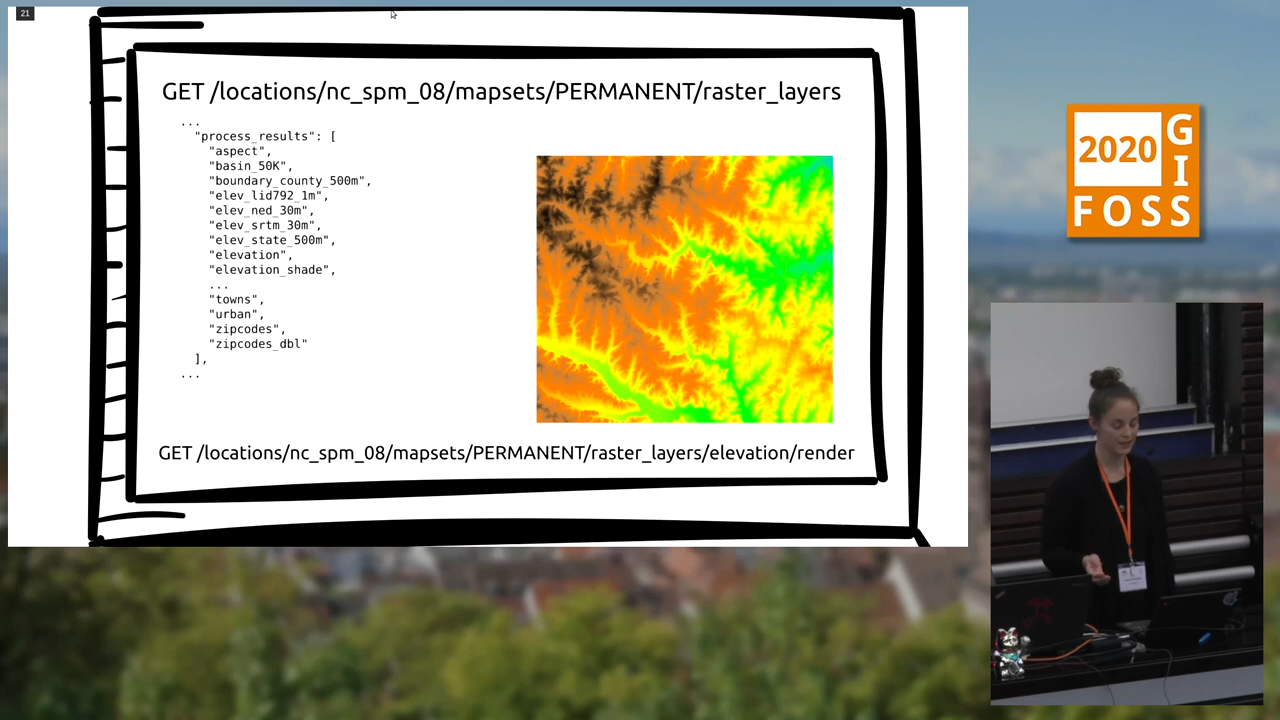 21
GET /locations/nc_spm_08/mapsets/PERMANENT/raster_layers
...
"process_results": [
"aspect",
"basin_50K",
"boundary_county_500m",
"elev_lid792_1m",
"elev_ned_30m",
"elev_srtm_30m",
"elev_state_500m",
"elevation",
"elevation_shade",
...
"towns",
"urban",
"zipcodes",
"zipcodes_dbl"
],
...
GET /locations/nc_spm_08/mapsets/PERMANENT/raster_layers/elevation/render
2020 GI
FOSS